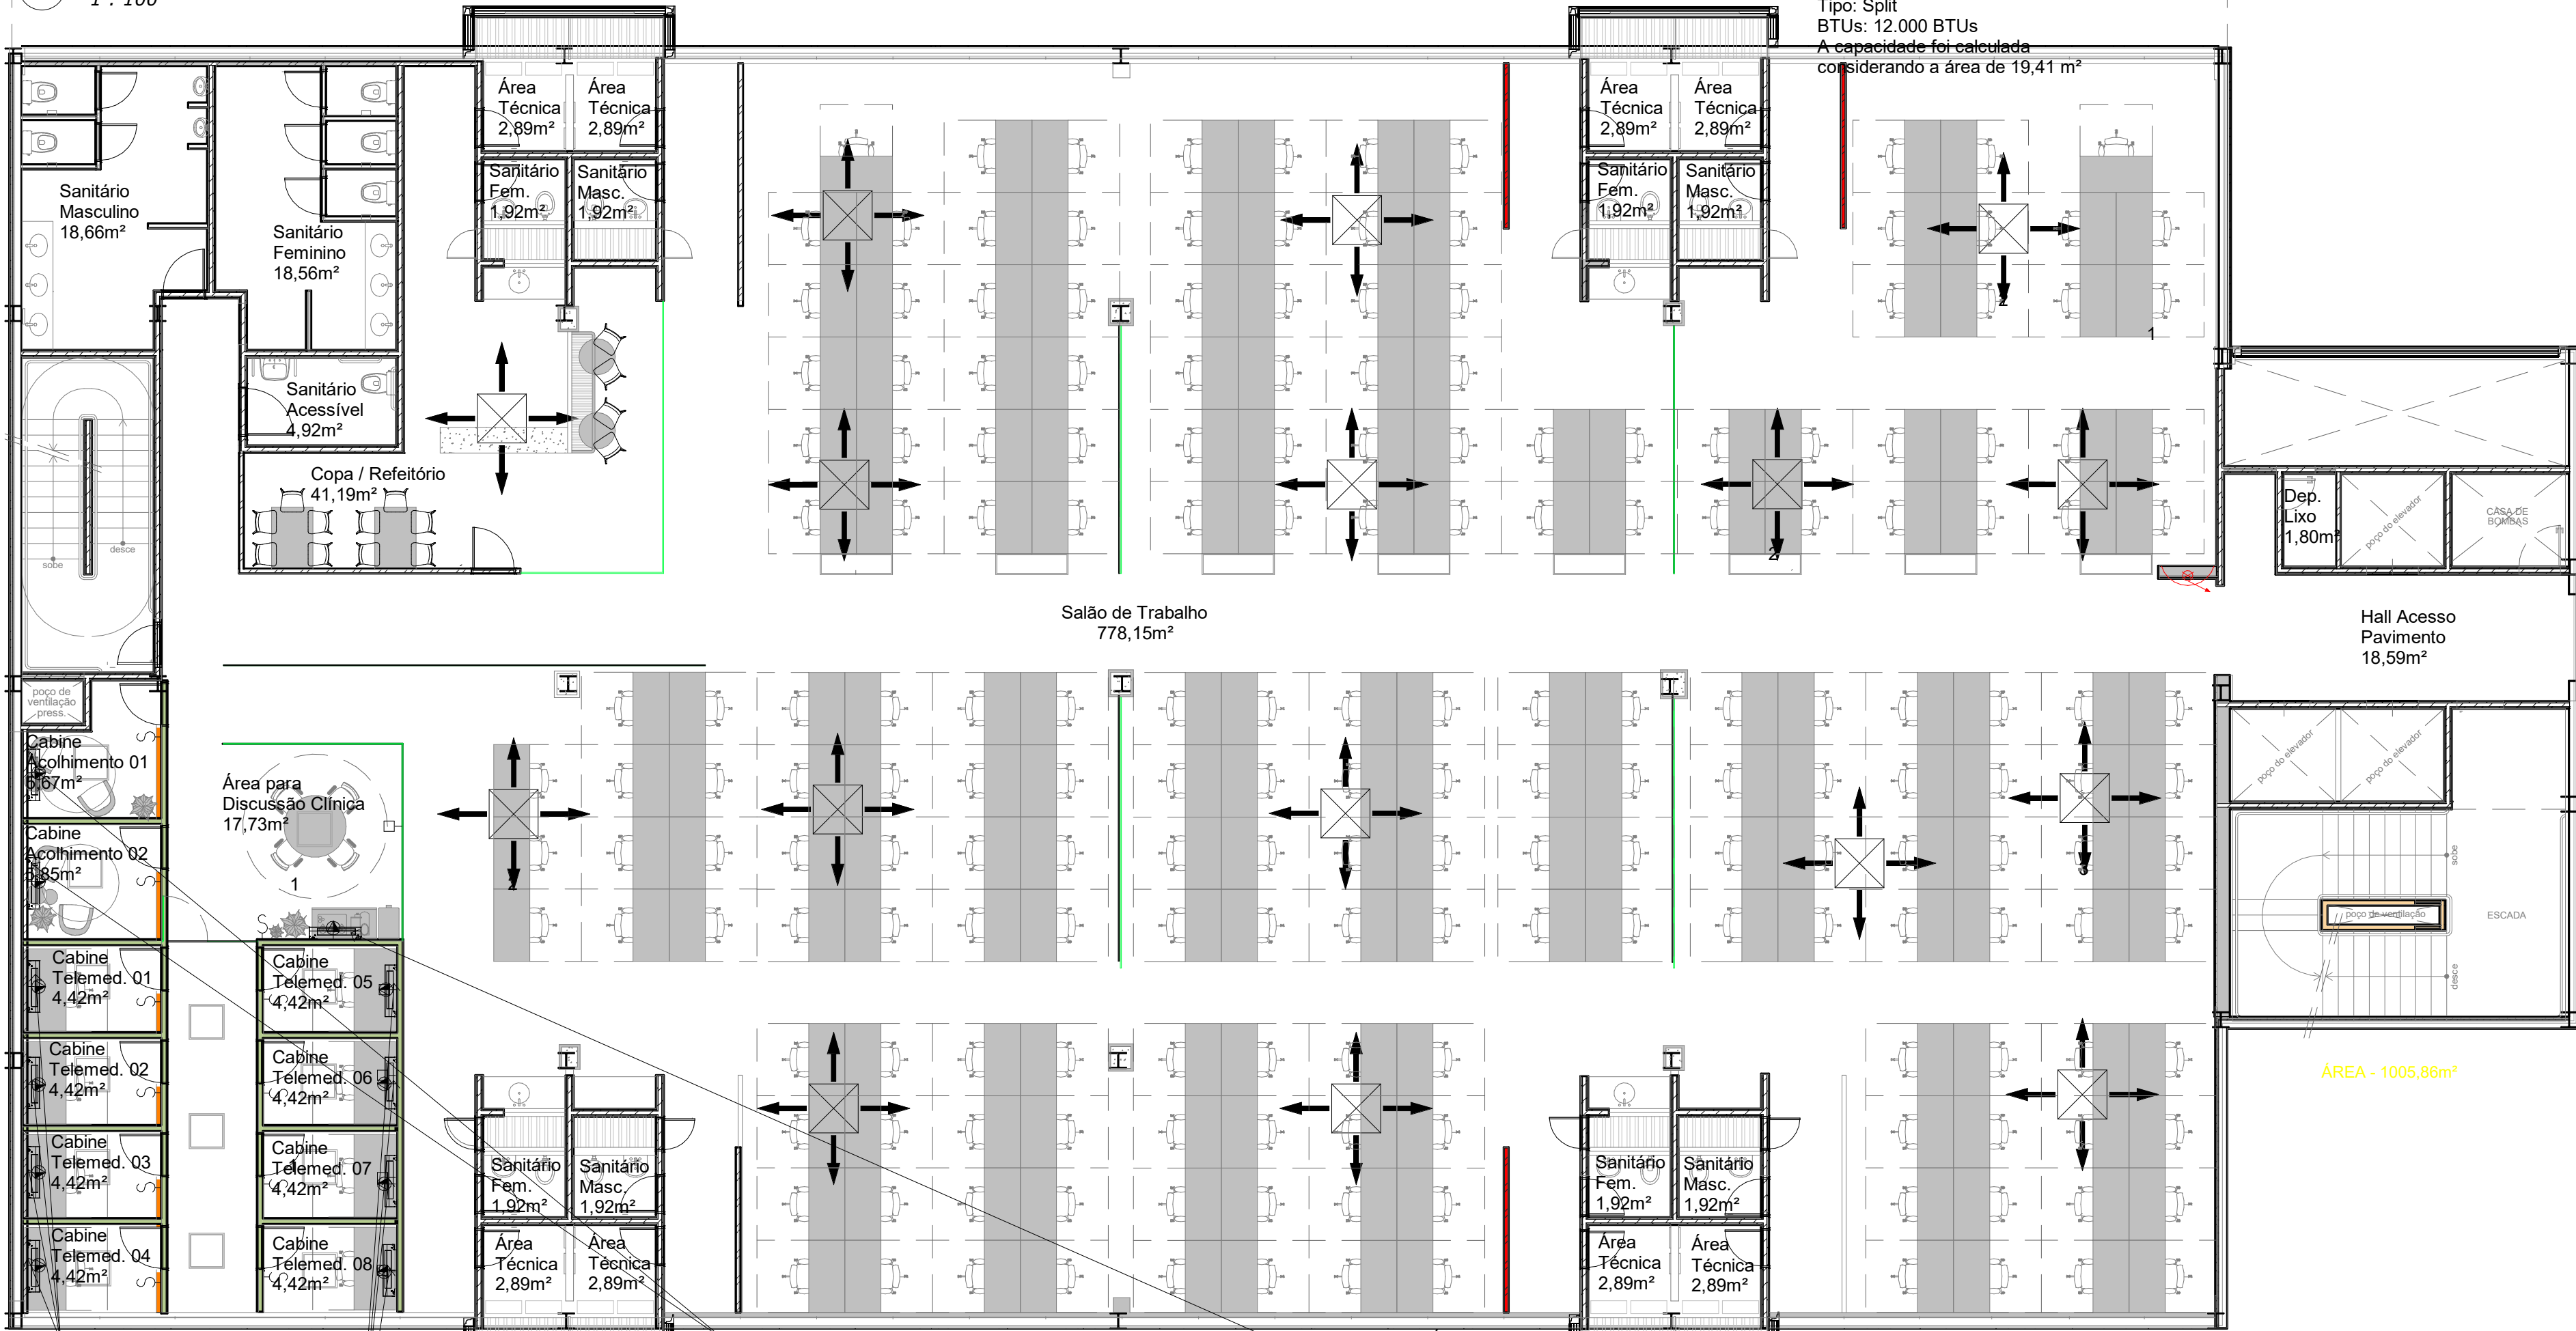 1 : 100
Tipo: Split
BTUs: 12.000 BTUs
A capacidade foi calculada
considerando a área de 19,41 m²
Área
Técnica
2,89m²
Área
Técnica
2,89m²
Área
Técnica
2,89m²
Área
Técnica
2,89m²
Sanitário
Masculino
18,66m²
Sanitário
Feminino
18,56m²
Sanitário
Fem.
1,92m²
Sanitário
Masc.
1,92m²
Sanitário
Fem.
1,92m²
Sanitário
Masc.
1,92m²
2
1
Sanitário
Acessível
4,92m²
Copa / Refeitório
41,19m²
sobe
desce
2
Dep.
Lixo
1,80m²
poço do elevador
CASA DE
BOMBAS
Salão de Trabalho
778,15m²
Hall Acesso
Pavimento
18,59m²
poço de
ventilação
press.
Cabine
Acolhimento 01
Cabine
Acolhimento 02
Área para
Discussão Clínica
17,73m²
1
S
S
S
poço do elevador
poço do elevador
sobe
poço de ventilação
ESCADA
desce
Cabine
Telemed. 01
4,42m²
Cabine
Telemed. 05
4,42m²
Cabine
Telemed. 02
4,42m²
Cabine
Telemed. 06
4,42m²
Cabine
Telemed. 03
4,42m²
Cabine
Telemed. 07
4,42m²
Cabine
Telemed. 04
4,42m²
Cabine
Telemed. 08
4,42m²
S
S
S
S
ÁREA - 1005,86m²
Sanitário
Fem.
1,92m²
Sanitário
Masc.
1,92m²
Sanitário
Fem.
1,92m²
Sanitário
Masc.
1,92m²
Área
Técnica
2,89m²
Área
Técnica
2,89m²
Área
Técnica
2,89m²
Área
Técnica
2,89m²